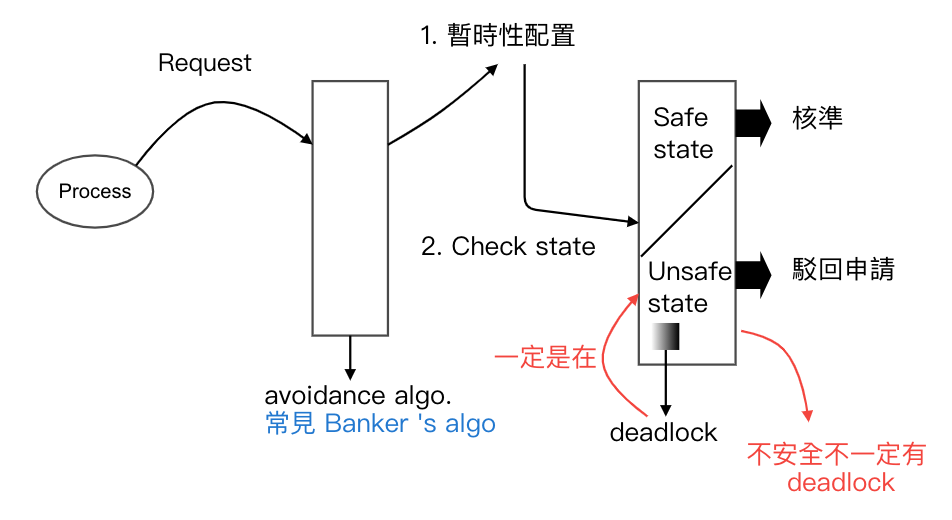 1. 暫時性配置
Request
Process
Safe
state
核準
2. Check state
Unsafe
state
駁回申請
一定是在
avoidance algo.
常見 Banker 's algo
deadlock
不安全不一定有
deadlock